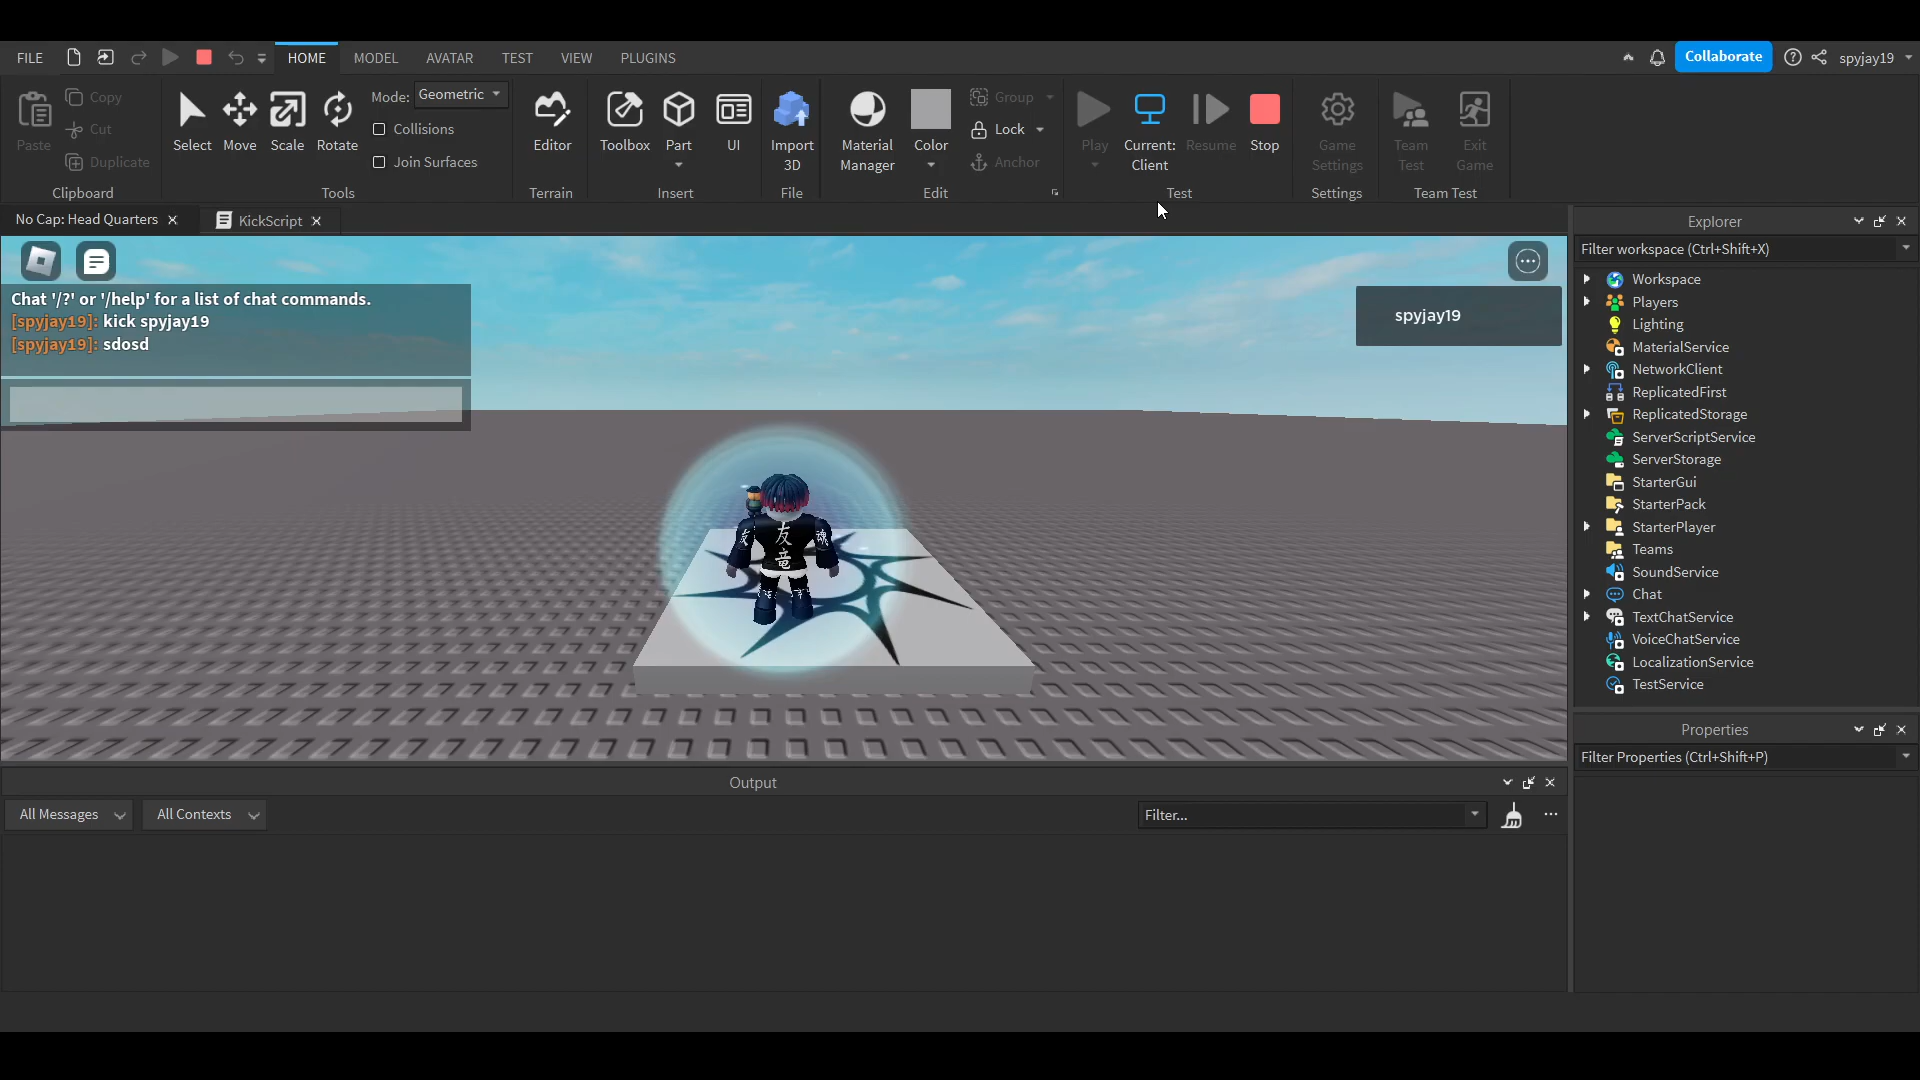 FILE
HOME
MODEL
AVATAR
TEST
VIEW
PLUGINS
Collaborate
spyjay19
Paste
Copy
Cut
Duplicate
Clipboard
Select
Move
Scale
Rotate
Mode: Geometric
Collisions
Join Surfaces
Tools
Editor
Terrain
Toolbox
Part
UI
Insert
Import
3D
File
Material
Manager
Color
Group
Lock
Anchor
Edit
Play
Current:
Client
Resume
Stop
Test
Game
Settings
Settings
Team
Test
Exit
Game
Team Test
No Cap: Head Quarters
KickScript
Chat '/?' or '/help' for a list of chat commands.
[spyjay19]: kick spyjay19
[spyjay19]: sdosd
spyjay19
友
友
魂
竜
Explorer
Filter workspace (Ctrl+Shift+X)
Workspace
Players
Lighting
MaterialService
NetworkClient
ReplicatedFirst
ReplicatedStorage
ServerScriptService
ServerStorage
StarterGui
StarterPack
StarterPlayer
Teams
SoundService
Chat
TextChatService
VoiceChatService
LocalizationService
TestService
Properties
Filter Properties (Ctrl+Shift+P)
Output
All Messages
All Contexts
Filter...